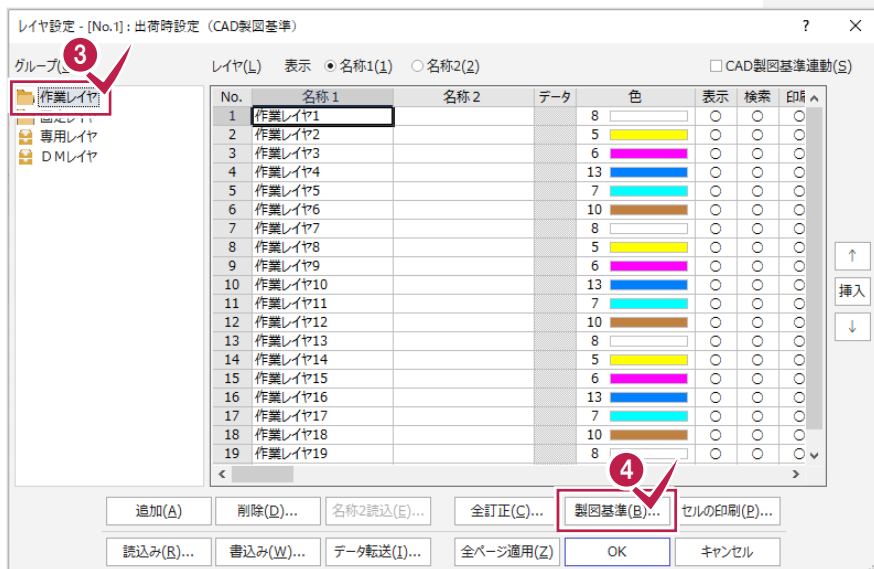 レイヤ設定 - [No.1] : 出荷時設定（CAD製図基準） ? ×
グループ( レイヤ(L) 表示 名称1(1) 名称2(2) CAD製図基準連動(S)
3
作業レイヤ
固定レイヤ
専用レイヤ
DMレイヤ
No. 名称 1 名称 2 データ 色 表示 検索 印刷
1 作業レイヤ1 8 ○ ○ ○
2 作業レイヤ2 5 ○ ○ ○
3 作業レイヤ3 6 ○ ○ ○
4 作業レイヤ4 13 ○ ○ ○
5 作業レイヤ5 7 ○ ○ ○
6 作業レイヤ6 10 ○ ○ ○
7 作業レイヤ7 8 ○ ○ ○
8 作業レイヤ8 5 ○ ○ ○
9 作業レイヤ9 6 ○ ○ ○
10 作業レイヤ10 13 ○ ○ ○
11 作業レイヤ11 7 ○ ○ ○
12 作業レイヤ12 10 ○ ○ ○
13 作業レイヤ13 8 ○ ○ ○
14 作業レイヤ14 5 ○ ○ ○
15 作業レイヤ15 6 ○ ○ ○
16 作業レイヤ16 13 ○ ○ ○
17 作業レイヤ17 7 ○ ○ ○
18 作業レイヤ18 10 ○ ○ ○
19 作業レイヤ19 8 ○ ○ ○
↑
挿入
↓
4
追加(A) 削除(D)... 名称2読込(E)... 全訂正(C)... 製図基準(B)... セルの印刷(P)...
読込み(R)... 書込み(W)... データ転送(I)... 全ページ適用(Z) OK キャンセル